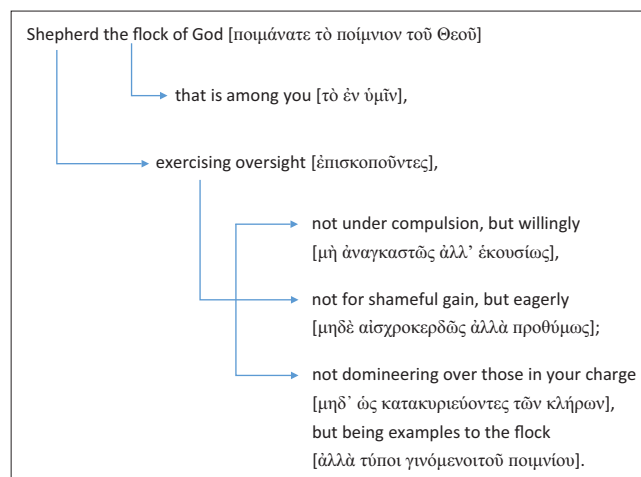 Shepherd the flock of God [ποιμάνατε τὸ ποίμνιον τοῦ Θεοῦ]
that is among you [τὸ ἐν ὑμῖν],
exercising oversight [ἐπισκοποῦντες],
not under compulsion, but willingly
[μὴ ἀναγκαστῶς ἀλλ’ ἑκουσίως],
not for shameful gain, but eagerly
[μηδὲ αἰσχροκερδῶς ἀλλὰ προθύμως];
not domineering over those in your charge
[μηδ᾽ ὡς κατακυριεύοντες τῶν κλήρων],
but being examples to the flock
[ἀλλὰ τύποι γινόμενοιτοῦ ποιμνίου].